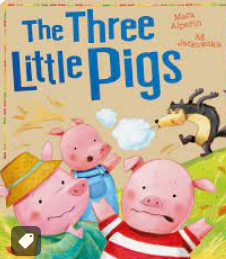 The Three
Little Pigs
Mara
Alperin
Ag
Jatkowska